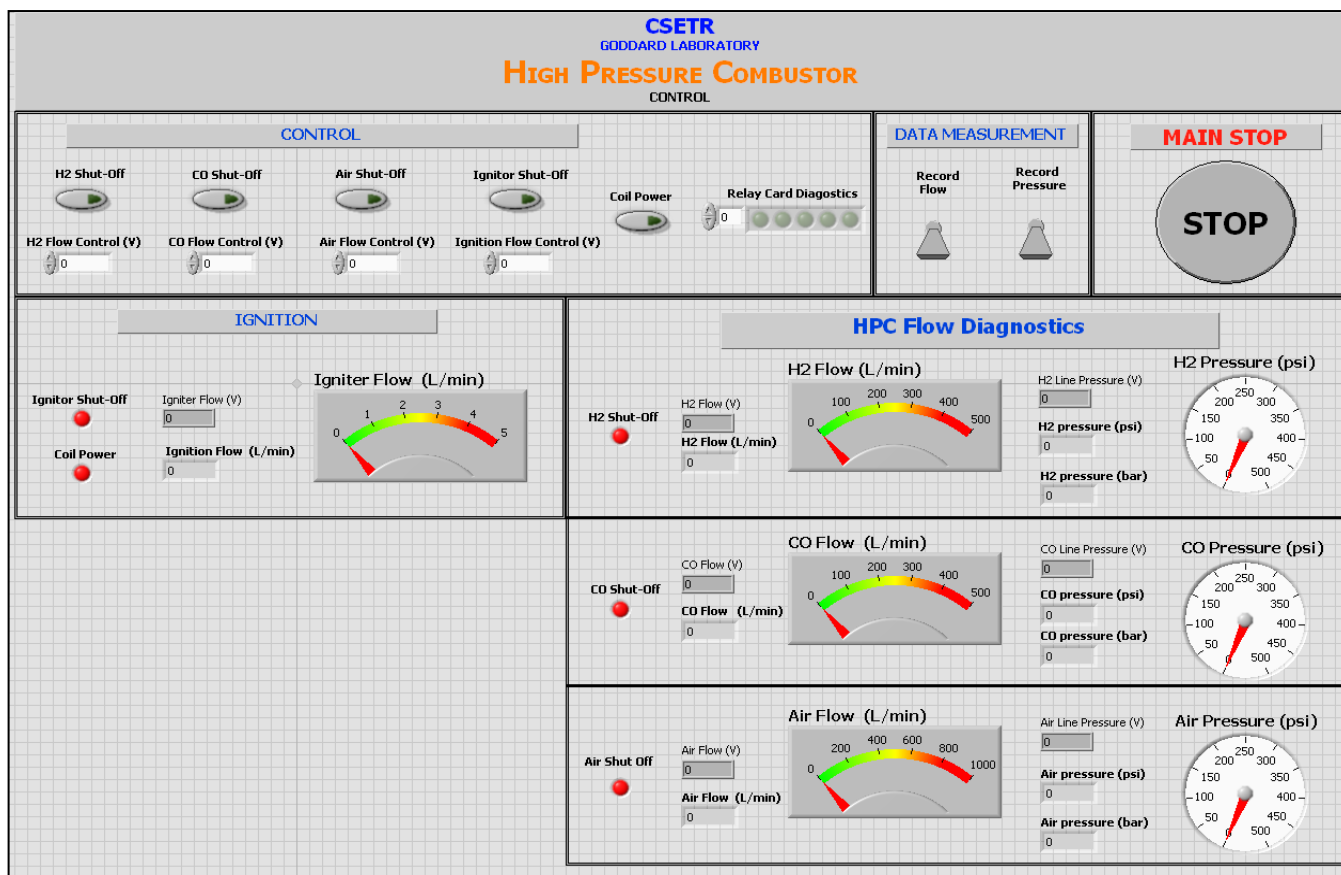 CSETR
GODDARD LABORATORY
HIGH PRESSURE COMBUSTOR
CONTROL
CONTROL
H2 Shut-Off CO Shut-Off Air Shut-Off Ignitor Shut-Off
Coil Power Relay Card Diagostics
0
H2 Flow Control (V) CO Flow Control (V) Air Flow Control (V) Ignition Flow Control (V)
0 0 0 0
DATA MEASUREMENT
Record Flow
Record Pressure
MAIN STOP
STOP
IGNITION
Ignitor Shut-Off
Coil Power
Igniter Flow (V)
0
Ignition Flow (L/min)
0
Igniter Flow (L/min)
0 1 2 3 4 5
HPC Flow Diagnostics
H2 Shut-Off
H2 Flow (V)
0
H2 Flow (L/min)
0
H2 Flow (L/min)
0 100 200 300 400 500
H2 Line Pressure (V)
0
H2 pressure (psi)
0
H2 pressure (bar)
0
H2 Pressure (psi)
0 50 100 150 200 250 300 350 400 450 500
CO Shut-Off
CO Flow (V)
0
CO Flow (L/min)
0
CO Flow (L/min)
0 100 200 300 400 500
CO Line Pressure (V)
0
CO pressure (psi)
0
CO pressure (bar)
0
CO Pressure (psi)
0 50 100 150 200 250 300 350 400 450 500
Air Shut Off
Air Flow (V)
0
Air Flow (L/min)
0
Air Flow (L/min)
0 200 400 600 800 1000
Air Line Pressure (V)
0
Air pressure (psi)
0
Air pressure (bar)
0
Air Pressure (psi)
0 50 100 150 200 250 300 350 400 450 500